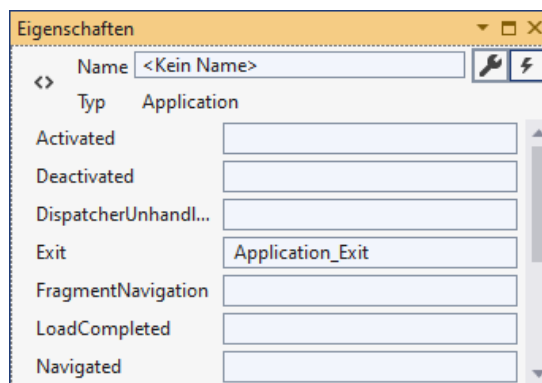 Eigenschaften
Name <Kein Name>
Typ Application
Activated
Deactivated
DispatcherUnhandl...
Exit Application_Exit
FragmentNavigation
LoadCompleted
Navigated